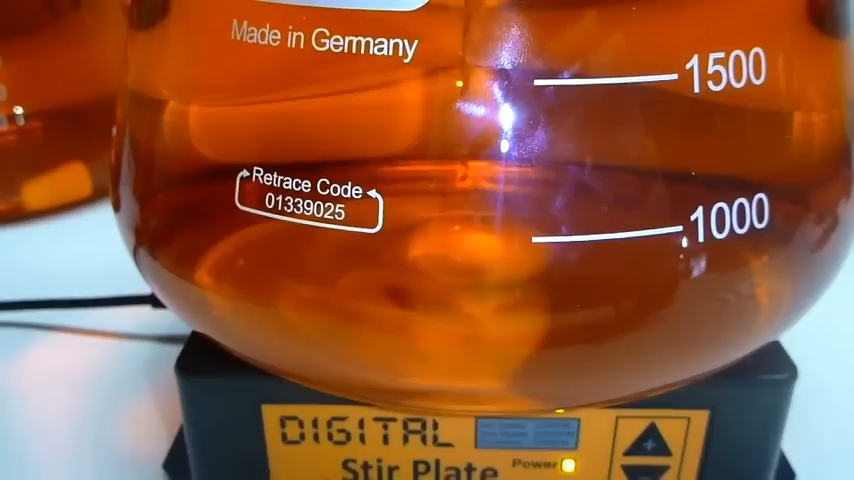 Made in Germany
1500
Retrace Code
01339025
1000
DIGITAL
Stir Plate
Power